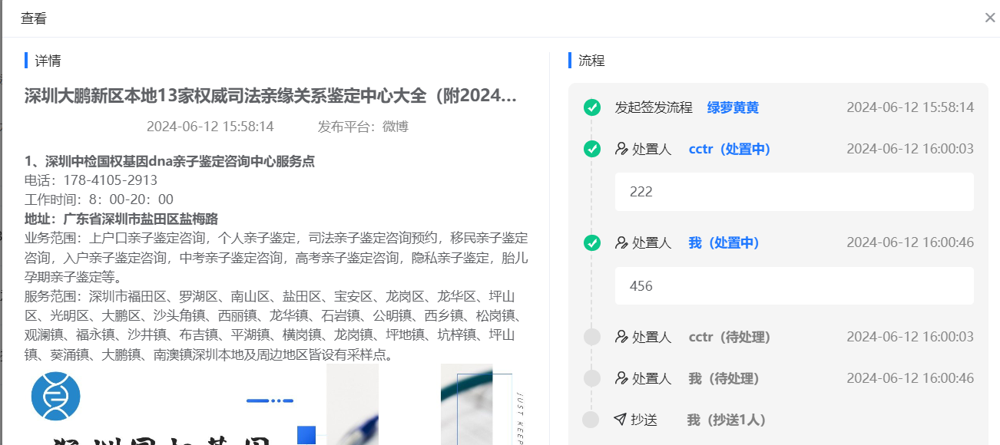 查看
详情
深圳大鹏新区本地13家权威司法亲缘关系鉴定中心大全（附2024...
2024-06-12 15:58:14 发布平台：微博
1、深圳中检国权基因dna亲子鉴定咨询中心服务点
电话：178-4105-2913
工作时间：8：00-20：00
地址：广东省深圳市盐田区盐梅路
业务范围：上户口亲子鉴定咨询，个人亲子鉴定，司法亲子鉴定咨询预约，移民亲子鉴定
咨询，入户亲子鉴定咨询，中考亲子鉴定咨询，高考亲子鉴定咨询，隐私亲子鉴定，胎儿
孕期亲子鉴定等。
服务范围：深圳市福田区、罗湖区、南山区、盐田区、宝安区、龙岗区、龙华区、坪山
区、光明区、大鹏区、沙头角镇、西丽镇、龙华镇、石岩镇、公明镇、西乡镇、松岗镇、
观澜镇、福永镇、沙井镇、布吉镇、平湖镇、横岗镇、龙岗镇、坪地镇、坑梓镇、坪山
镇、葵涌镇、大鹏镇、南澳镇深圳本地及周边地区皆设有采样点。
JUST KEEP
流程
发起签发流程 绿萝黄黄 2024-06-12 15:58:14
处置人 cctr（处置中） 2024-06-12 16:00:03
222
处置人 我（处置中） 2024-06-12 16:00:46
456
处置人 cctr（待处理） 2024-06-12 16:00:03
处置人 我（待处理） 2024-06-12 16:00:46
抄送 我（抄送1人）